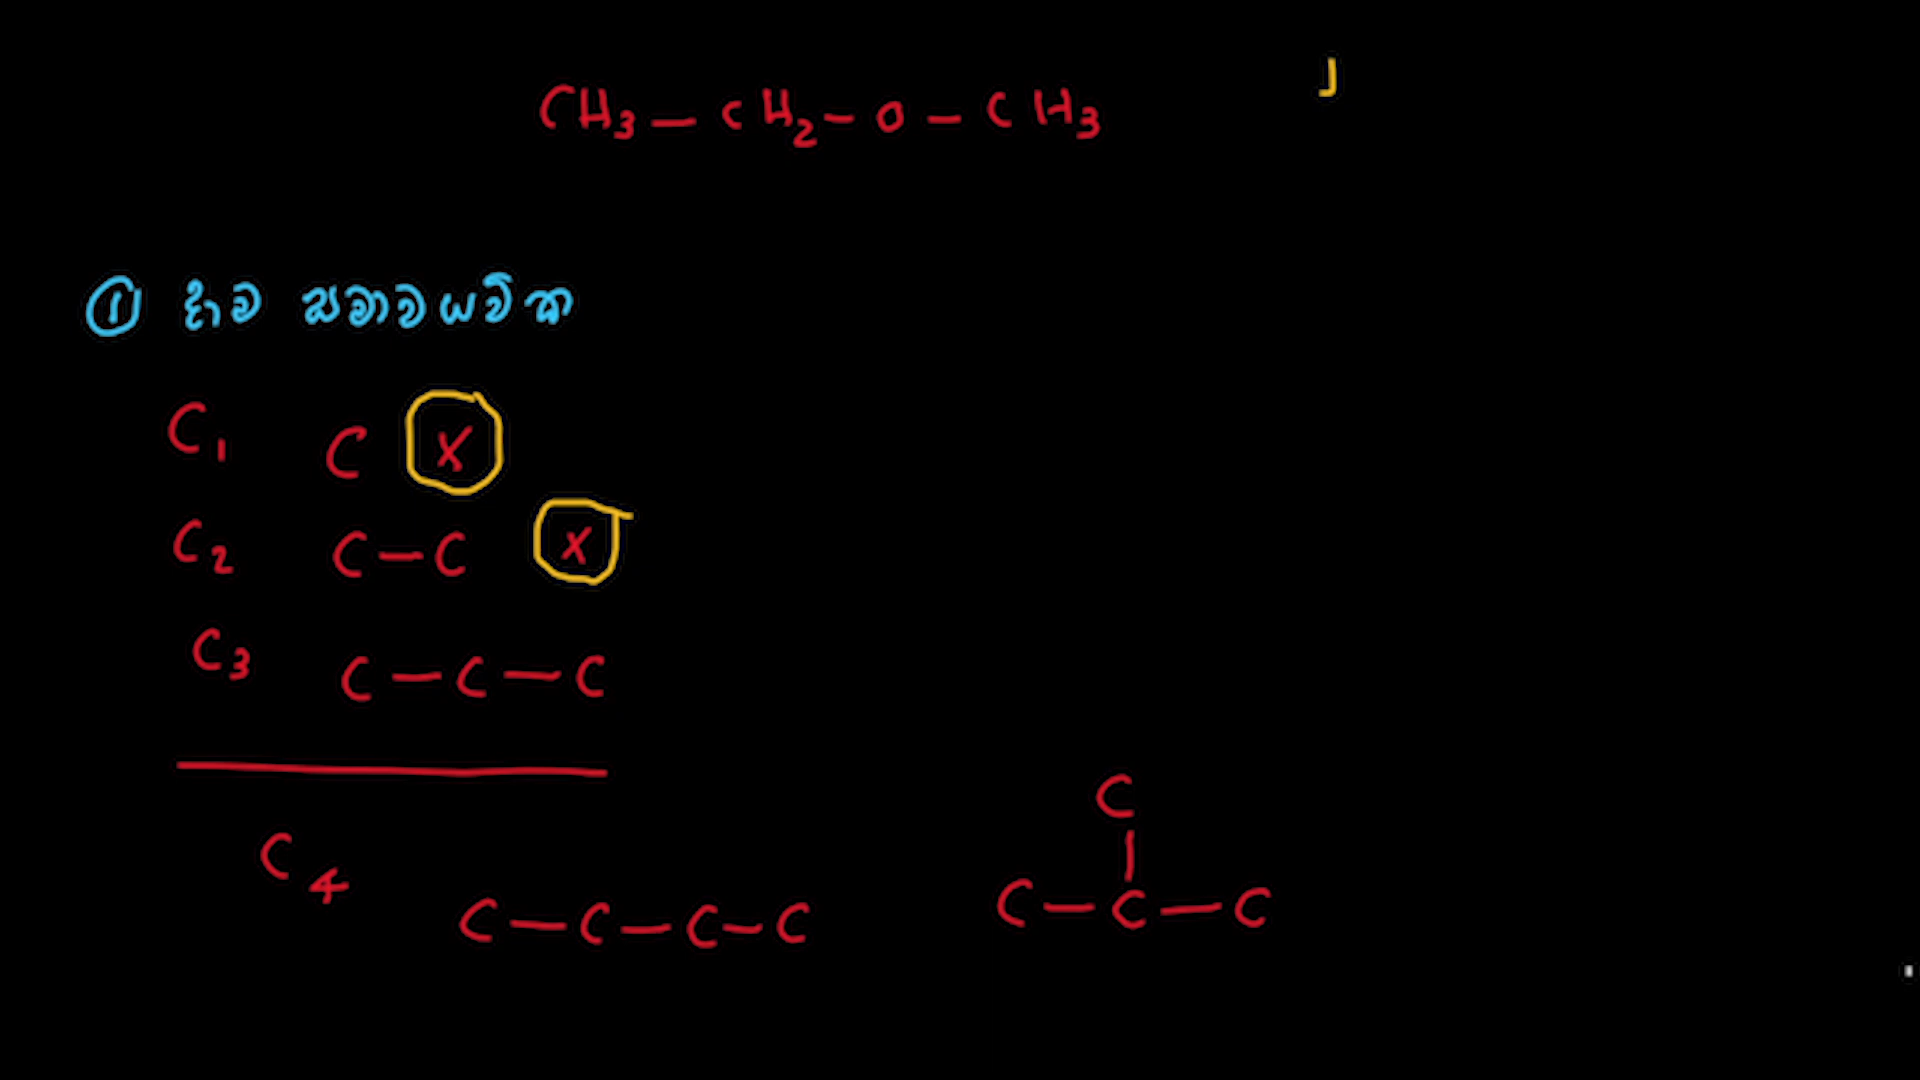 CH3 – CH2 – O – CH3
① දාම සමාවයවික
C1 C X
C2 C – C X
C3 C – C – C
C
C4 C – C – C – C C – C – C